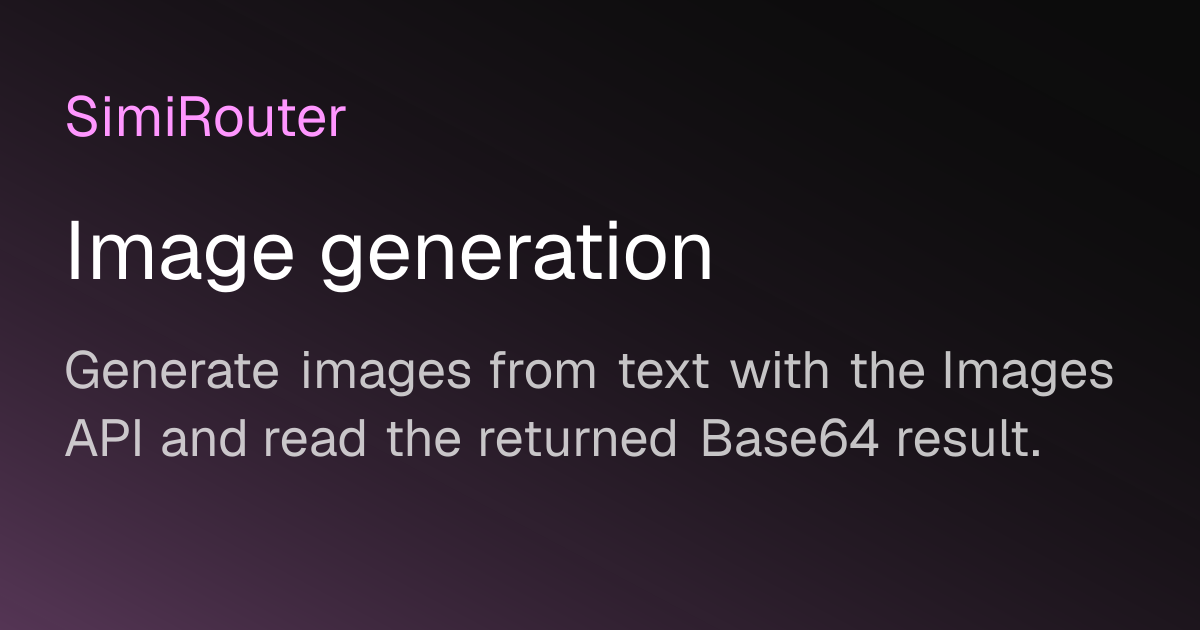 SimiRouter
Image generation
Generate images from text with the Images
API and read the returned Base64 result.